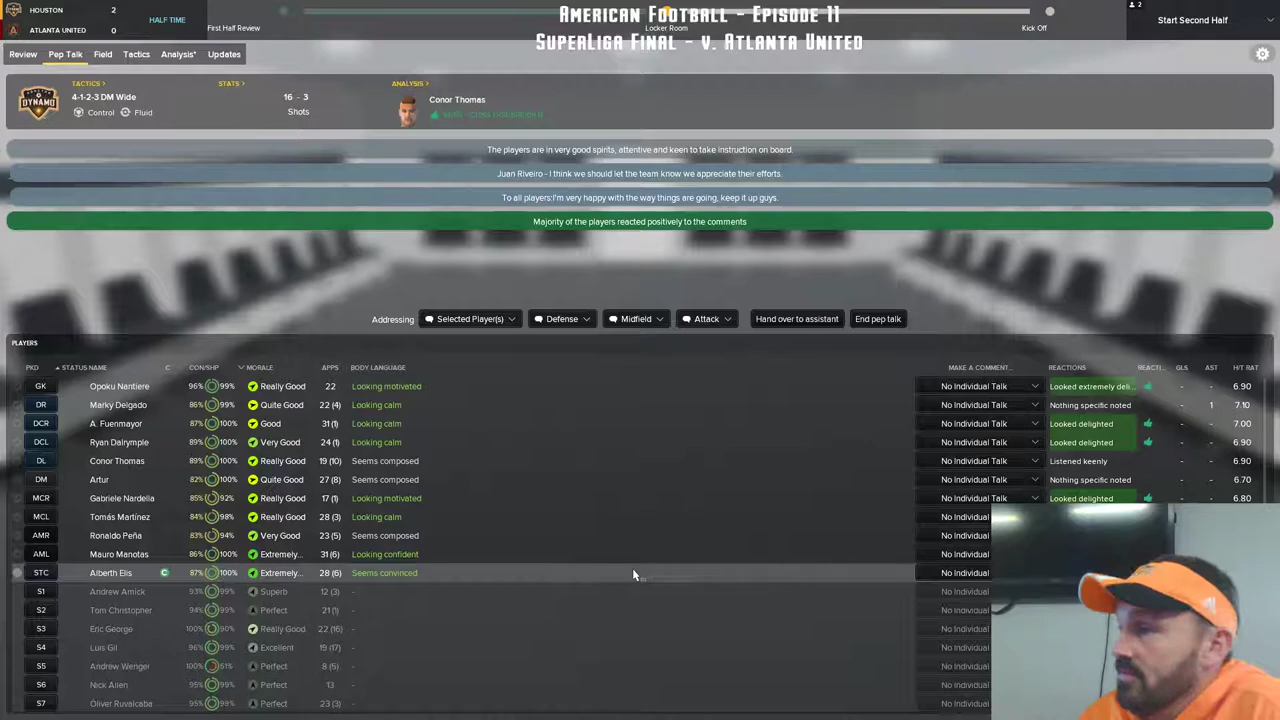 HOUSTON 2
ATLANTA UNITED 0
HALF TIME
First Half Review
Locker Room
Kick Off
2
Start Second Half
American Football - Episode 11
SuperLiga Final - v. Atlanta United
Review Pep Talk Field Tactics Analysis* Updates
DYNAMO
TACTICS >
4-1-2-3 DM Wide
Control Fluid
STATS >
16 - 3
Shots
ANALYSIS >
Conor Thomas
The players are in very good spirits, attentive and keen to take instruction on board.
Juan Riveiro - I think we should let the team know we appreciate their efforts.
To all players:I'm very happy with the way things are going, keep it up guys.
Majority of the players reacted positively to the comments
Addressing Selected Player(s) Defense Midfield Attack Hand over to assistant End pep talk
PLAYERS
PKD STATUS NAME C CON/SHP MORALE APPS BODY LANGUAGE MAKE A COMMENT... REACTIONS REACTI... GLS AST HIT RAT
GK Opoku Nantiere 96% 99% Really Good 22 Looking motivated No Individual Talk Looked extremely deli... - - 6.90
DR Marky Delgado 86% 99% Quite Good 22 (4) Looking calm No Individual Talk Nothing specific noted - 1 7.10
DCR A. Fuenmayor 87% 100% Good 31 (1) Looking calm No Individual Talk Looked delighted - - 7.00
DCL Ryan Dalrymple 89% 100% Very Good 24 (1) Looking calm No Individual Talk Looked delighted - - 6.90
DL Conor Thomas 89% 100% Really Good 19 (10) Seems composed No Individual Talk Listened keenly - - 6.90
DM Artur 82% 100% Quite Good 27 (8) Seems composed No Individual Talk Nothing specific noted - - 6.70
MCR Gabriele Nardella 85% 92% Really Good 17 (1) Looking motivated No Individual Talk Looked delighted - - 6.80
MCL Tomás Martínez 84% 98% Really Good 28 (3) Looking calm No Individual
AMR Ronaldo Peña 83% 94% Very Good 23 (5) Seems composed No Individual
AML Mauro Manotas 86% 100% Extremely... 31 (6) Looking confident No Individual
STC Alberth Elis C 87% 100% Extremely... 28 (6) Seems convinced No Individual
S1 Andrew Amick 93% 99% Superb 12 (3) - No Individual
S2 Tom Christopher 94% 99% Perfect 21 (1) - No Individual
S3 Eric George 100% 90% Really Good 22 (16) - No Individual
S4 Luis Gil 96% 99% Excellent 19 (17) - No Individual
S5 Andrew Wenger 100% 61% Perfect 8 (5) - No Individual
S6 Nick Allen 95% 99% Perfect 13 - No Individual
S7 Óliver Ruvalcaba 95% 99% Perfect 23 (3) - No Individual